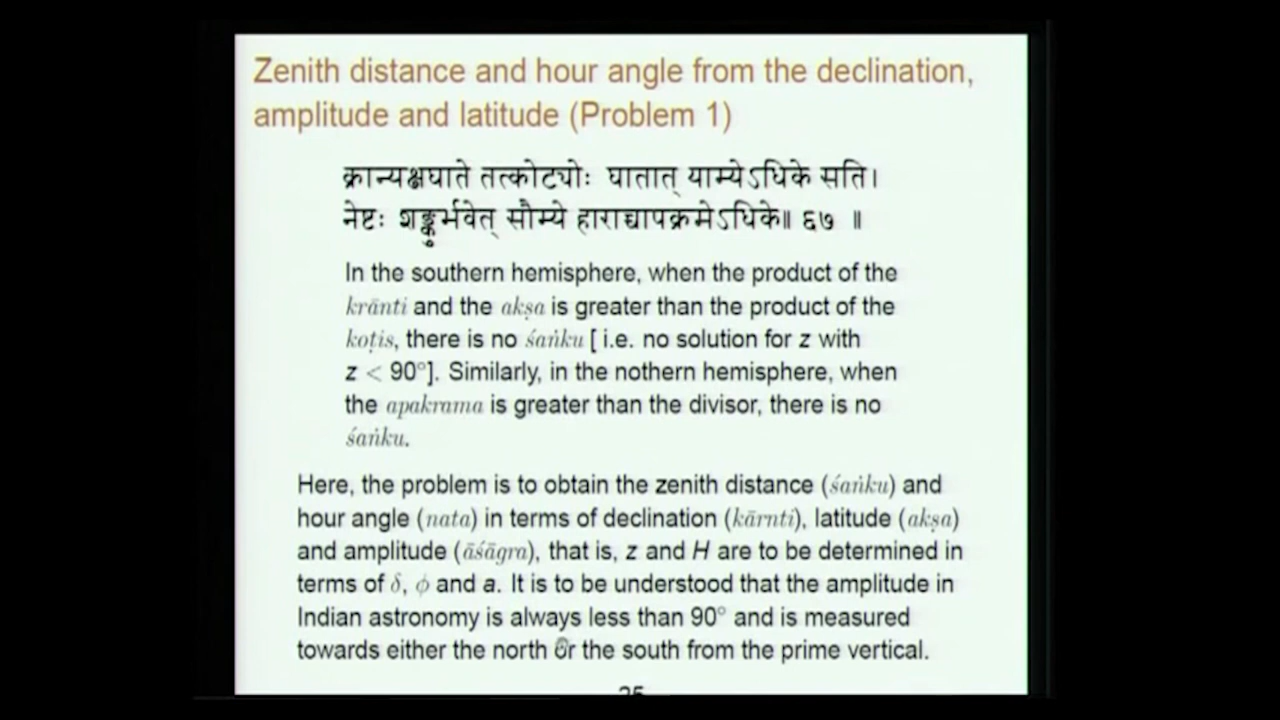 Zenith distance and hour angle from the declination,
amplitude and latitude (Problem 1)
क्रान्यक्षघाते तत्कोट्योः घातात् याम्येऽधिके सति।
नेष्टः शङ्कुर्भवेत् सौम्ये हाराद्यापक्रमेऽधिके॥ ६७ ॥
In the southern hemisphere, when the product of the
krānti and the akṣa is greater than the product of the
koṭis, there is no śaṅku [ i.e. no solution for z with
z < 90°]. Similarly, in the nothern hemisphere, when
the apakrama is greater than the divisor, there is no
śaṅku.
Here, the problem is to obtain the zenith distance (śaṅku) and
hour angle (nata) in terms of declination (kārnti), latitude (akṣa)
and amplitude (āśāgra), that is, z and H are to be determined in
terms of δ, ϕ and a. It is to be understood that the amplitude in
Indian astronomy is always less than 90° and is measured
towards either the north or the south from the prime vertical.